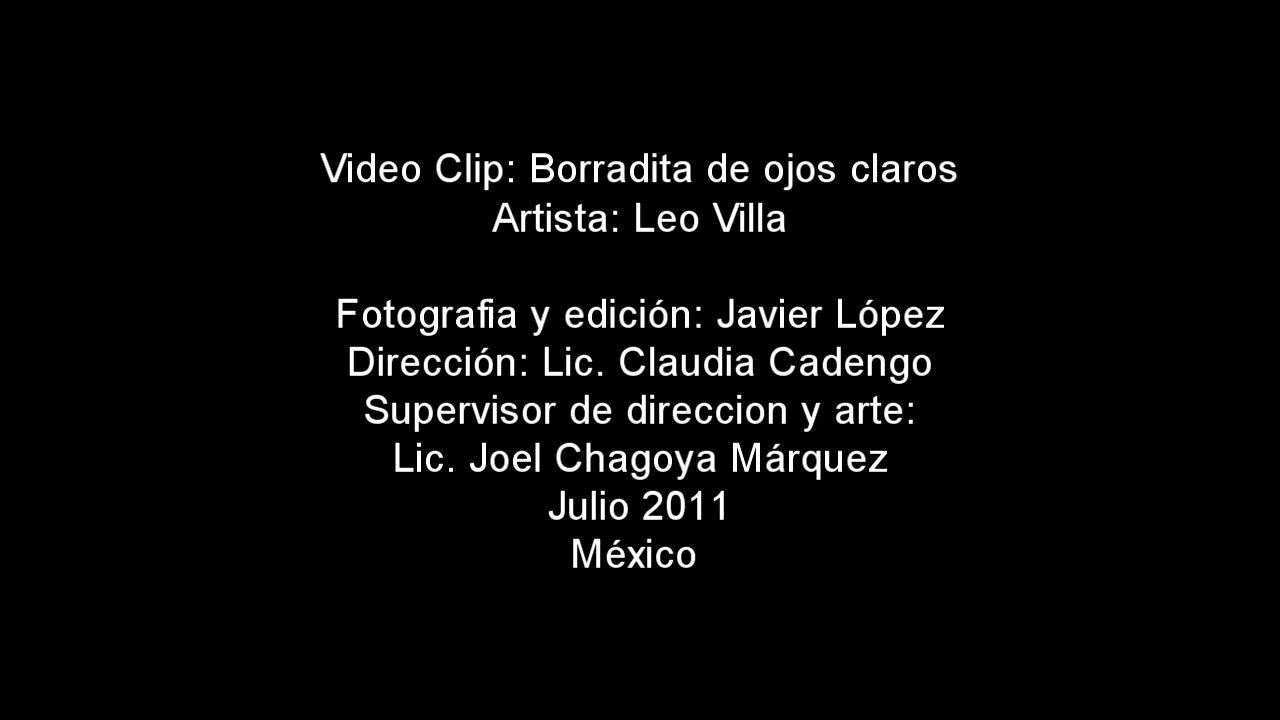 Video Clip: Borradita de ojos claros
Artista: Leo Villa
Fotografia y edición: Javier López
Dirección: Lic. Claudia Cadengo
Supervisor de direccion y arte:
Lic. Joel Chagoya Márquez
Julio 2011
México